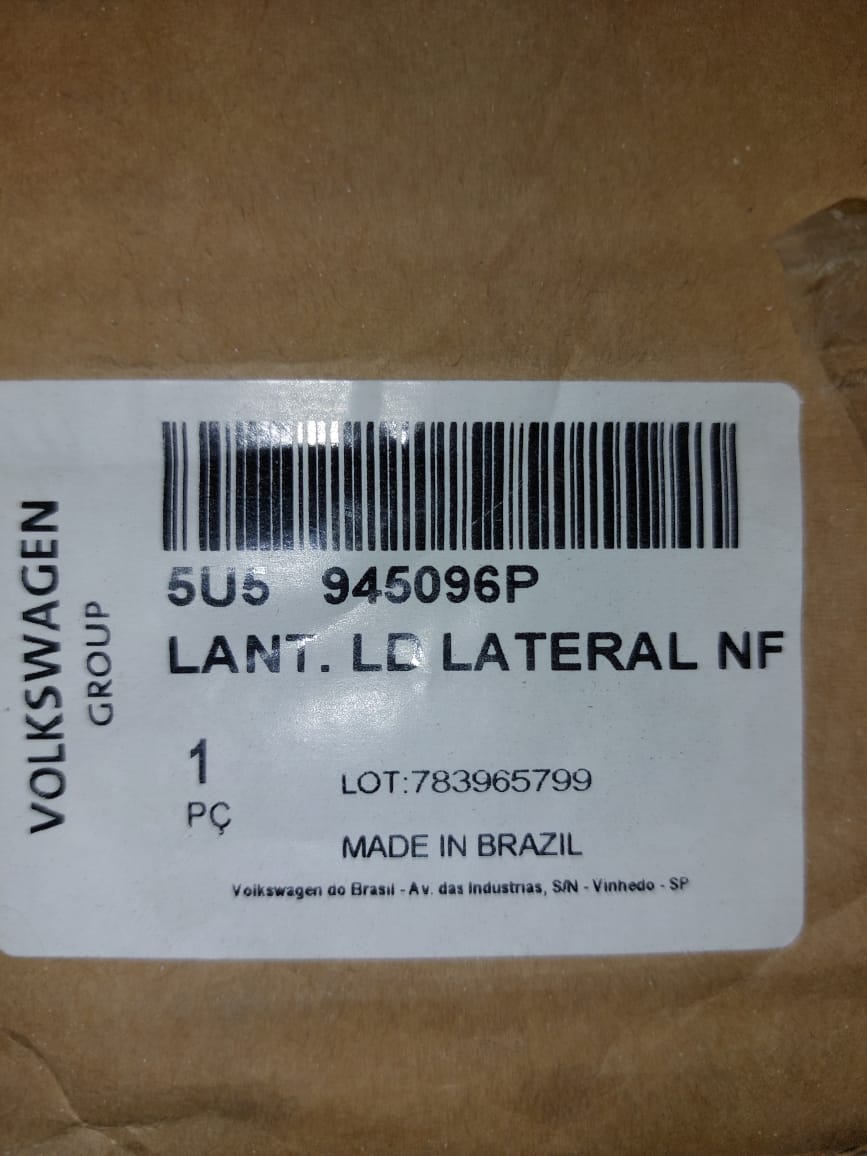 VOLKSWAGEN
GROUP
5U5 945096P
LANT. LD LATERAL NF
1
PÇ
LOT:783965799
MADE IN BRAZIL
Volkswagen do Brasil - Av. das Industrias, S/N - Vinhedo - SP